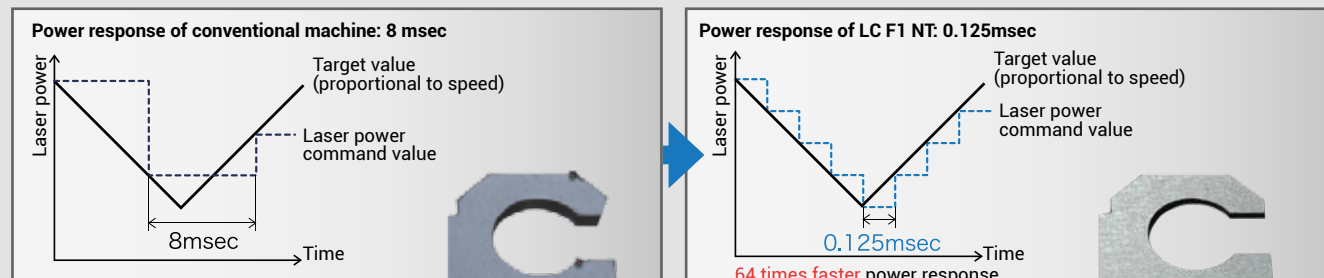 Power response of conventional machine: 8 msec
Laser power
Target value
(proportional to speed)
Laser power
command value
8msec
Time
Power response of LC F1 NT: 0.125msec
Laser power
Target value
(proportional to speed)
Laser power
command value
0.125msec
Time
64 times faster power response